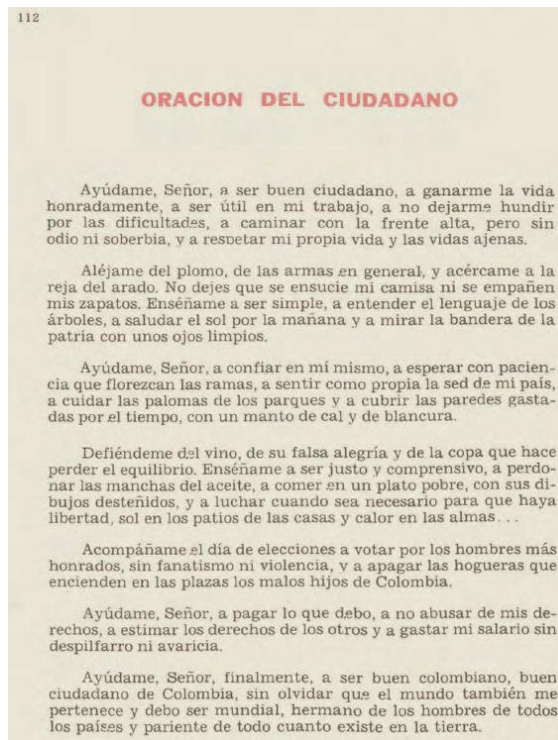 112
ORACION DEL CIUDADANO
Ayúdame, Señor, a ser buen ciudadano, a ganarme la vida
honradamente, a ser útil en mi trabajo, a no dejarme hundir
por las dificultades, a caminar con la frente alta, pero sin
odio ni soberbia, y a respetar mi propia vida y las vidas ajenas.
Aléjame del plomo, de las armas en general, y acércame a la
reja del arado. No dejes que se ensucie mi camisa ni se empañen
mis zapatos. Enséñame a ser simple, a entender el lenguaje de los
árboles, a saludar el sol por la mañana y a mirar la bandera de la
patria con unos ojos limpios.
Ayúdame, Señor, a confiar en mí mismo, a esperar con pacien-
cia que florezcan las ramas, a sentir como propia la sed de mi país,
a cuidar las palomas de los parques y a cubrir las paredes gasta-
das por el tiempo, con un manto de cal y de blancura.
Defiéndeme del vino, de su falsa alegría y de la copa que hace
perder el equilibrio. Enséñame a ser justo y comprensivo, a perdo-
nar las manchas del aceite, a comer en un plato pobre, con sus di-
bujos desteñidos, y a luchar cuando sea necesario para que haya
libertad, sol en los patios de las casas y calor en las almas...
Acompáñame el día de elecciones a votar por los hombres más
honrados, sin fanatismo ni violencia, y a apagar las hogueras que
encienden en las plazas los malos hijos de Colombia.
Ayúdame, Señor, a pagar lo que debo, a no abusar de mis de-
rechos, a estimar los derechos de los otros y a gastar mi salario sin
despilfarro ni avaricia.
Ayúdame, Señor, finalmente, a ser buen colombiano, buen
ciudadano de Colombia, sin olvidar que el mundo también me
pertenece y debo ser mundial, hermano de los hombres de todos
los países y pariente de todo cuanto existe en la tierra.